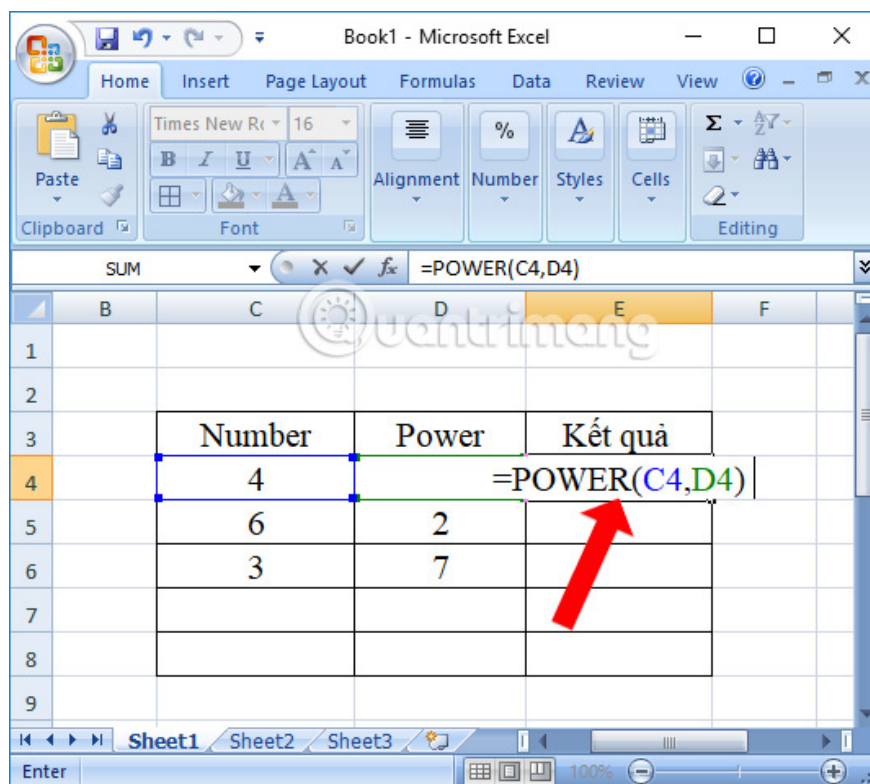 Book1 - Microsoft Excel
Home Insert Page Layout Formulas Data Review View
Times New Ro 16
Paste B I U A A Alignment Number Styles Cells
Clipboard Font Editing
SUM fx =POWER(C4,D4)
B C D E F
Quantrimang
1
2
3 Number Power Kết quả
4 4 =POWER(C4,D4)
5 6 2
6 3 7
7
8
9
Sheet1 Sheet2 Sheet3
Enter 100%